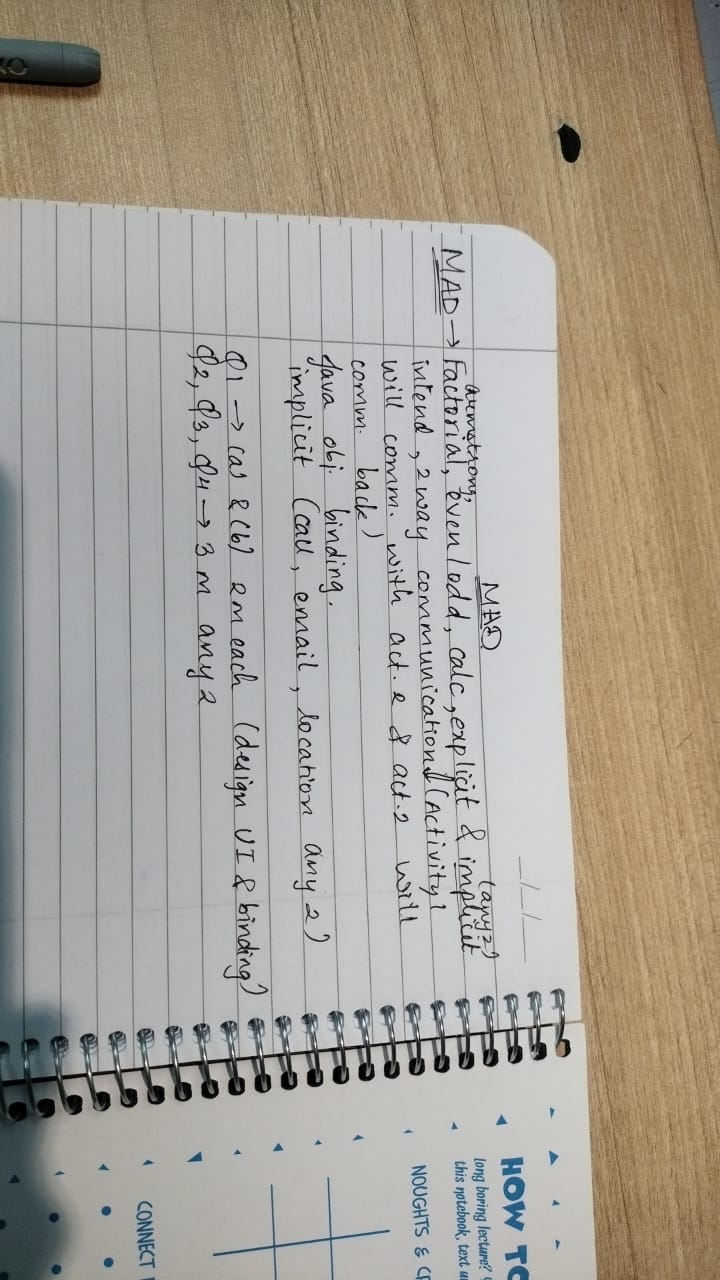 MAD
_/_/_
armstrong, (any 2)
MAD → Factorial, even/odd, calc, explicit & implicit
intend, 2 way communication (Activity 1
will comm. with act. 2 & act. 2 will
comm. back)
Java obj. binding.
implicit (call, email, location any 2)
Q1 → (a) & (b) 2m each (design UI & binding)
Q2, Q3, Q4 → 3 m any 2
HOW TO
long boring lecture?
this notebook, text
NOUGHTS &
CONNECT